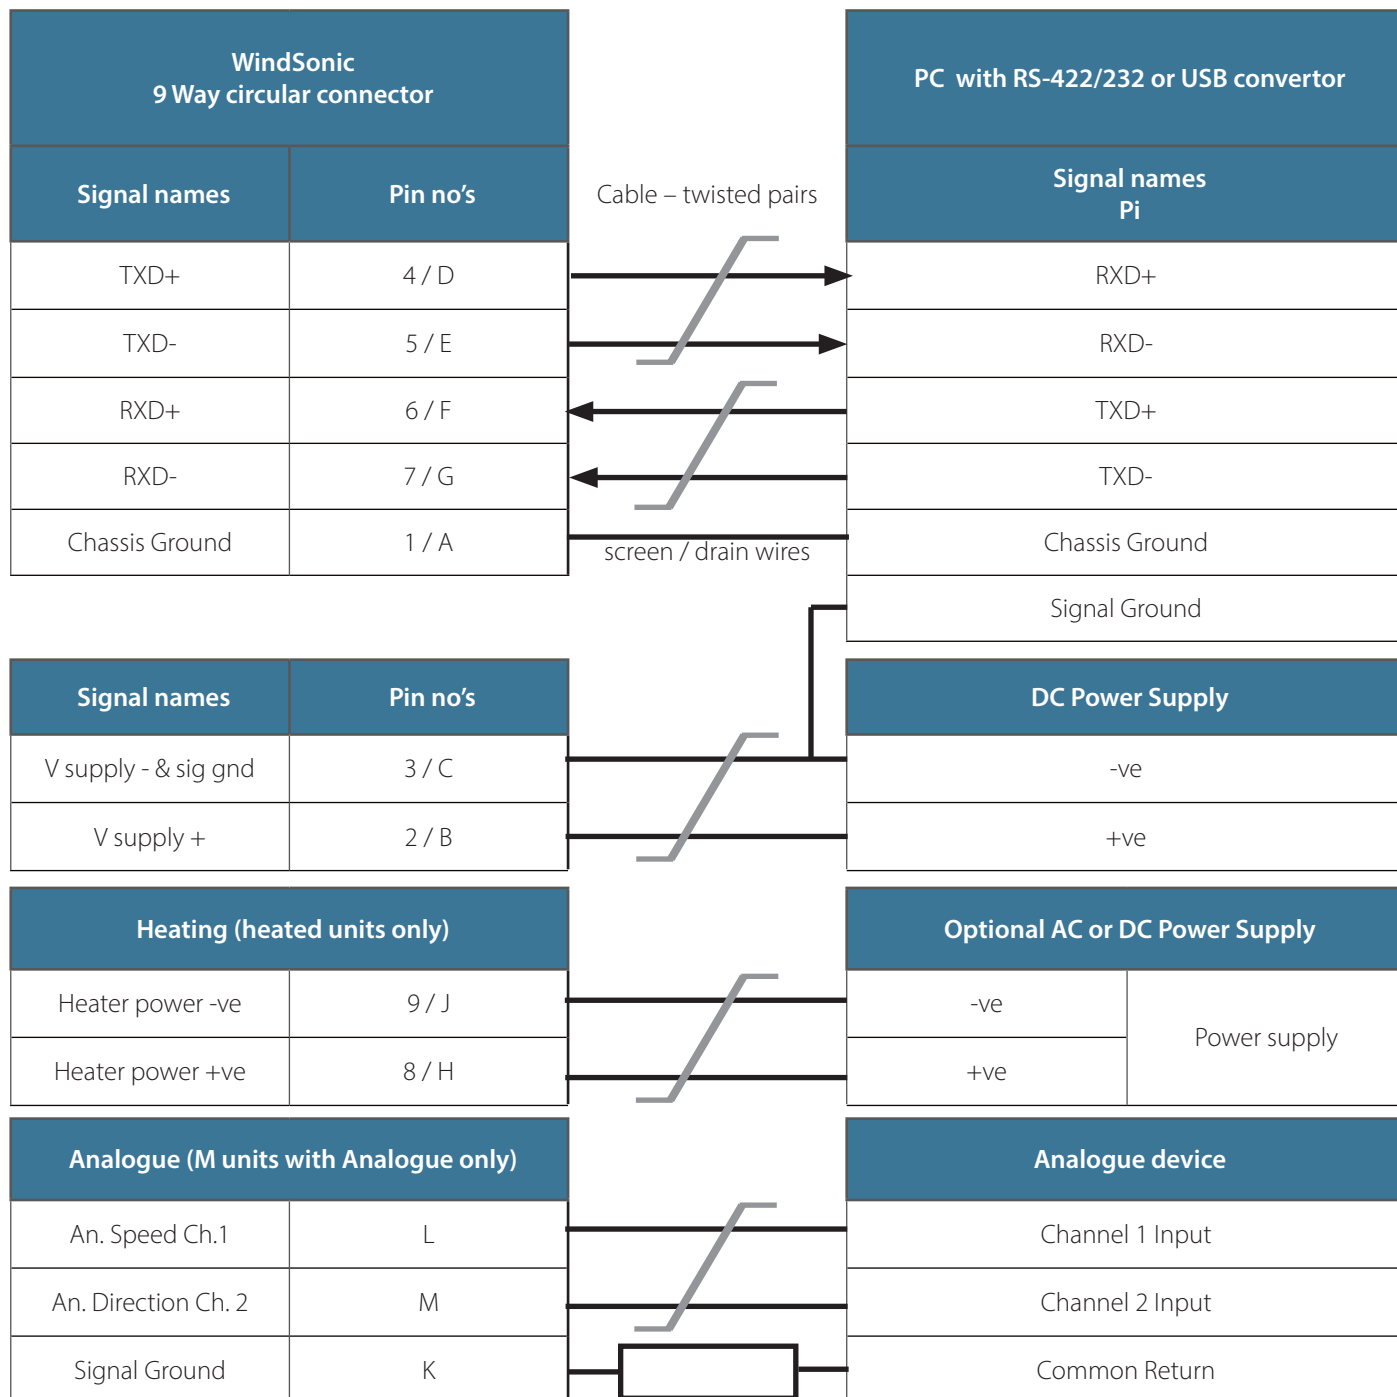 WindSonic
9 Way circular connector
PC with RS-422/232 or USB convertor
Signal names
Pin no's
Cable – twisted pairs
Signal names
Pi
TXD+
4 / D
RXD+
TXD-
5 / E
RXD-
RXD+
6 / F
TXD+
RXD-
7 / G
TXD-
Chassis Ground
1 / A
screen / drain wires
Chassis Ground
Signal Ground
Signal names
Pin no's
DC Power Supply
V supply - & sig gnd
3 / C
-ve
V supply +
2 / B
+ve
Heating (heated units only)
Optional AC or DC Power Supply
Heater power -ve
9 / J
-ve
Power supply
Heater power +ve
8 / H
+ve
Analogue (M units with Analogue only)
Analogue device
An. Speed Ch.1
L
Channel 1 Input
An. Direction Ch. 2
M
Channel 2 Input
Signal Ground
K
Common Return